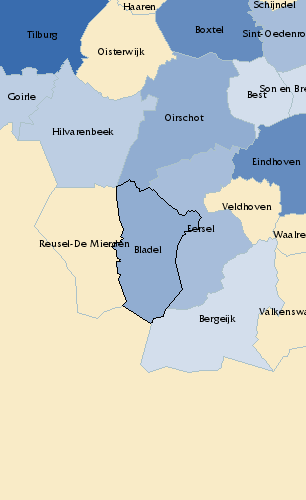 Haaren
Schijndel
Tilburg
Boxtel
Sint-Oedenro
Oisterwijk
Goirle
Best
Son en Bre
Oirschot
Hilvarenbeek
Eindhoven
Veldhoven
Eersel
Waalre
Reusel-De Mierden
Bladel
Valkenswa
Bergeijk